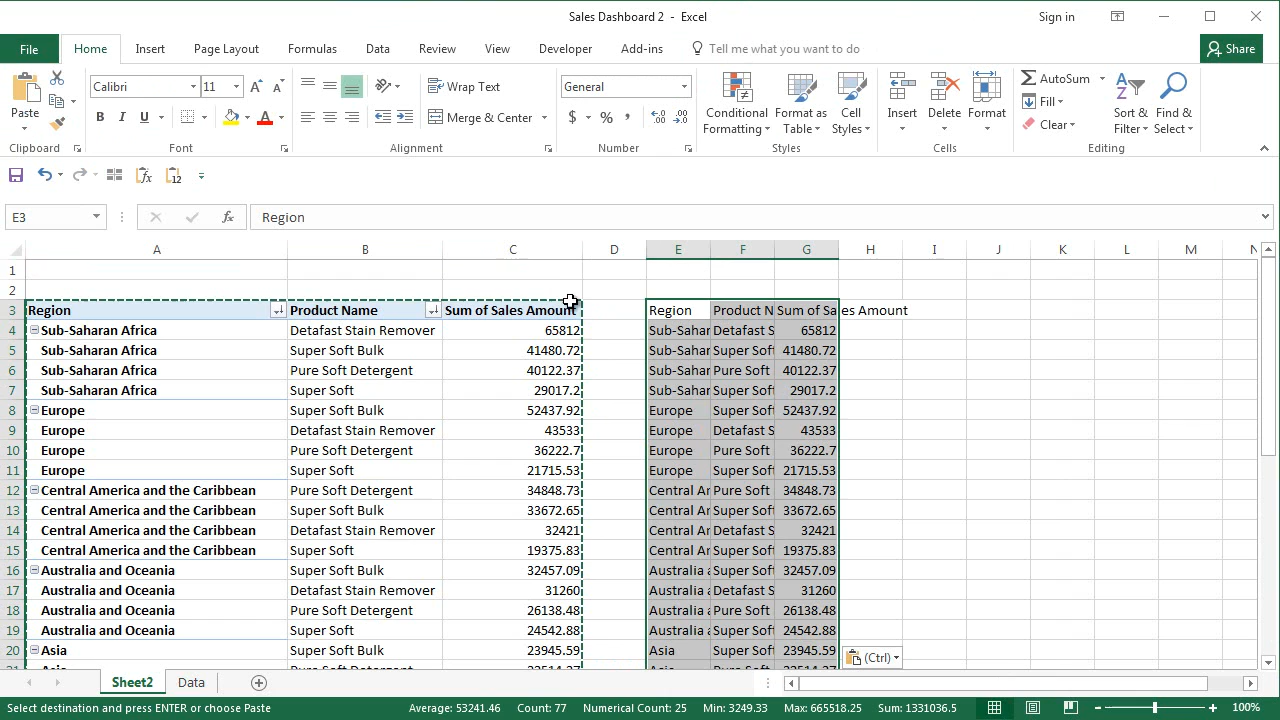 Sales Dashboard 2 - Excel
Sign in
File Home Insert Page Layout Formulas Data Review View Developer Add-ins Tell me what you want to do Share
Paste
Calibri 11
B I U
Wrap Text
Merge & Center
General
$ % ,
Conditional Formatting
Format as Table
Cell Styles
Insert
Delete
Format
AutoSum
Fill
Clear
Sort & Filter
Find & Select
Clipboard Font Alignment Number Styles Cells Editing
E3 fx Region
A B C D E F G H I J K L M N
1
2
3 Region Product Name Sum of Sales Amount Region Product N Sum of Sales Amount
4 Sub-Saharan Africa Detafast Stain Remover 65812 Sub-Sahar Detafast S 65812
5 Sub-Saharan Africa Super Soft Bulk 41480.72 Sub-Sahar Super Soft 41480.72
6 Sub-Saharan Africa Pure Soft Detergent 40122.37 Sub-Sahar Pure Soft 40122.37
7 Sub-Saharan Africa Super Soft 29017.2 Sub-Sahar Super Soft 29017.2
8 Europe Super Soft Bulk 52437.92 Europe Super Soft 52437.92
9 Europe Detafast Stain Remover 43533 Europe Detafast S 43533
10 Europe Pure Soft Detergent 36222.7 Europe Pure Soft 36222.7
11 Europe Super Soft 21715.53 Europe Super Soft 21715.53
12 Central America and the Caribbean Pure Soft Detergent 34848.73 Central Ar Pure Soft 34848.73
13 Central America and the Caribbean Super Soft Bulk 33672.65 Central Ar Super Soft 33672.65
14 Central America and the Caribbean Detafast Stain Remover 32421 Central Ar Detafast S 32421
15 Central America and the Caribbean Super Soft 19375.83 Central Ar Super Soft 19375.83
16 Australia and Oceania Super Soft Bulk 32457.09 Australia a Super Soft 32457.09
17 Australia and Oceania Detafast Stain Remover 31260 Australia a Detafast S 31260
18 Australia and Oceania Pure Soft Detergent 26138.48 Australia a Pure Soft 26138.48
19 Australia and Oceania Super Soft 24542.88 Australia a Super Soft 24542.88
20 Asia Super Soft Bulk 23945.59 Asia Super Soft 23945.59
(Ctrl)
Sheet2 Data
Select destination and press ENTER or choose Paste Average: 53241.46 Count: 77 Numerical Count: 25 Min: 3249.33 Max: 665518.25 Sum: 1331036.5 100%